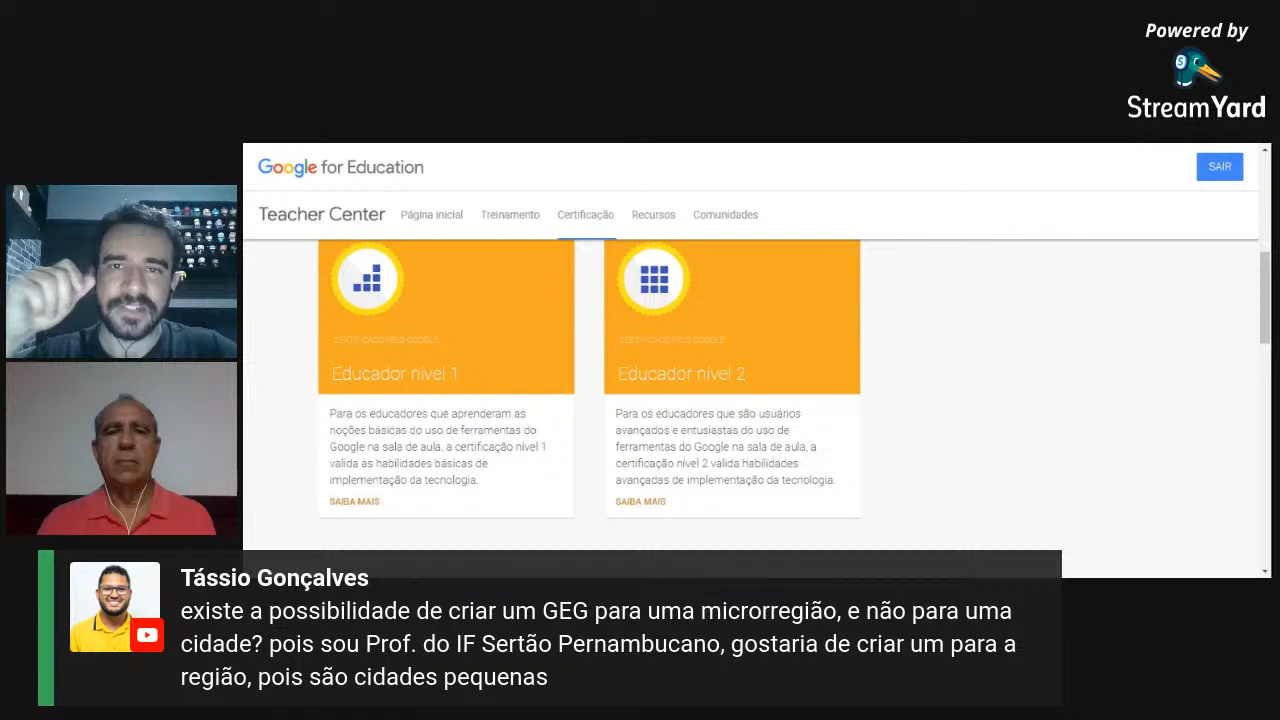 Powered by
StreamYard
Google for Education
SAIR
Teacher Center
Página inicial
Treinamento
Certificação
Recursos
Comunidades
CERTIFICADO PELO GOOGLE
Educador nível 1
Para os educadores que aprenderam as
noções básicas do uso de ferramentas do
Google na sala de aula, a certificação nível 1
valida as habilidades básicas de
implementação da tecnologia.
SAIBA MAIS
CERTIFICADO PELO GOOGLE
Educador nível 2
Para os educadores que são usuários
avançados e entusiastas do uso de
ferramentas do Google na sala de aula, a
certificação nível 2 valida habilidades
avançadas de implementação da tecnologia.
SAIBA MAIS
Tássio Gonçalves
existe a possibilidade de criar um GEG para uma microrregião, e não para uma
cidade? pois sou Prof. do IF Sertão Pernambucano, gostaria de criar um para a
região, pois são cidades pequenas